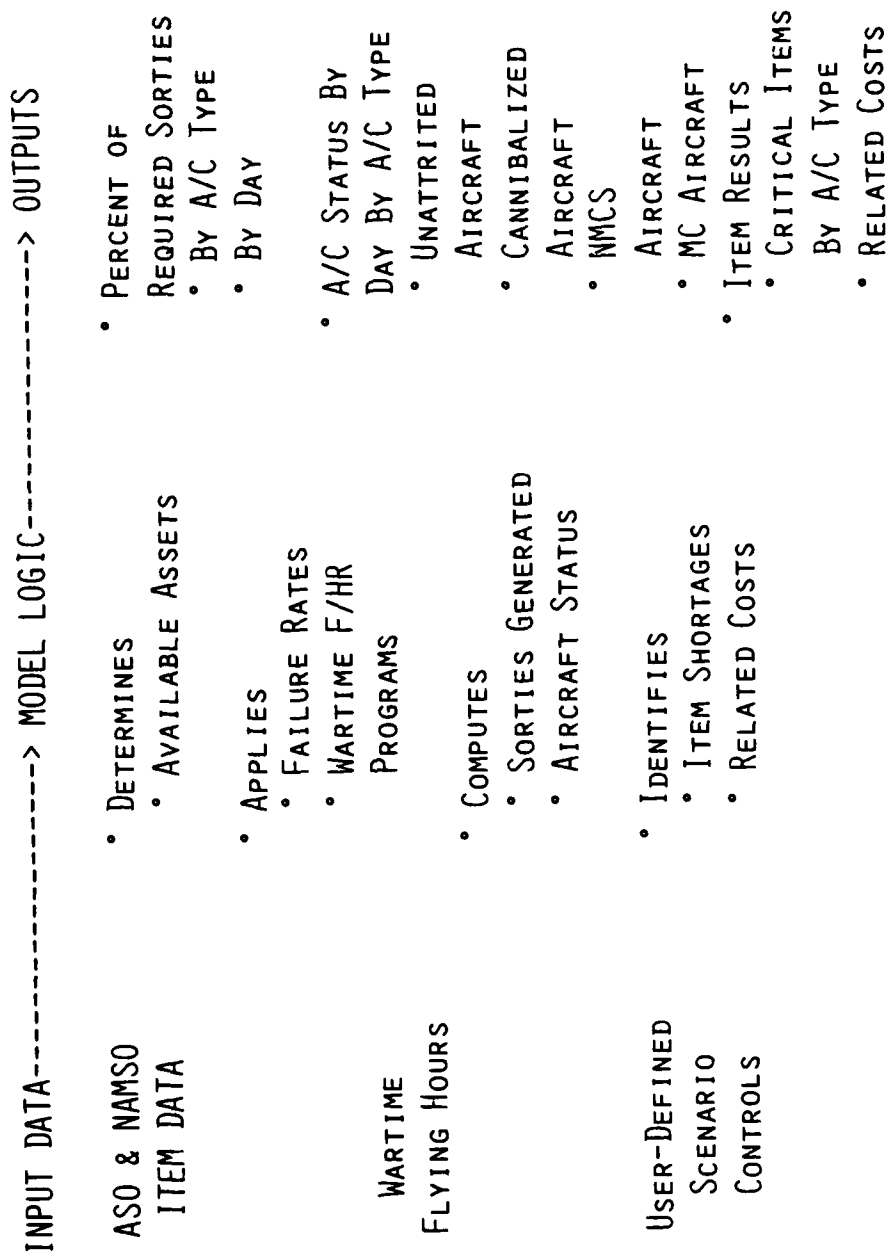 INPUT DATA--------------------> MODEL LOGIC--------------------> OUTPUTS
ASO & NAMSO
ITEM DATA
WARTIME
FLYING HOURS
USER-DEFINED
SCENARIO
CONTROLS
• DETERMINES
• AVAILABLE ASSETS
• APPLIES
• FAILURE RATES
• WARTIME F/HR
PROGRAMS
• COMPUTES
• SORTIES GENERATED
• AIRCRAFT STATUS
• IDENTIFIES
• ITEM SHORTAGES
• RELATED COSTS
• PERCENT OF
REQUIRED SORTIES
• BY A/C TYPE
• BY DAY
• A/C STATUS BY
DAY BY A/C TYPE
• UNATTRITED
AIRCRAFT
• CANNIBALIZED
AIRCRAFT
• NMCS
AIRCRAFT
• MC AIRCRAFT
• ITEM RESULTS
• CRITICAL ITEMS
BY A/C TYPE
• RELATED COSTS